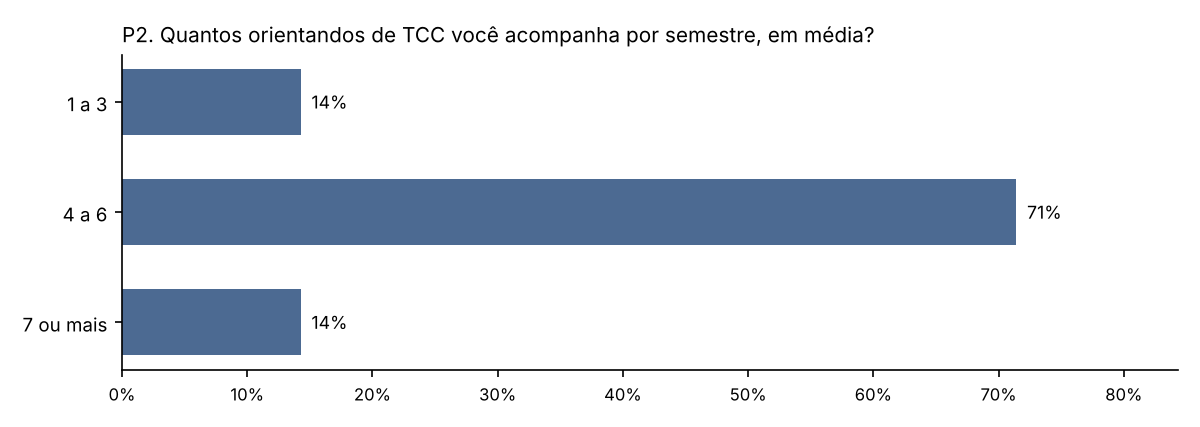 P2. Quantos orientandos de TCC você acompanha por semestre, em média?
1 a 3
14%
4 a 6
71%
7 ou mais
14%
0% 10% 20% 30% 40% 50% 60% 70% 80%